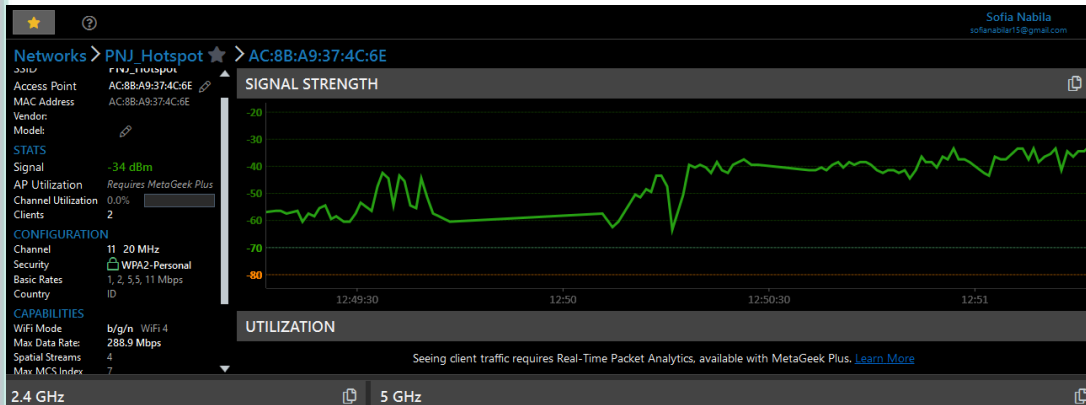 Sofia Nabila
sofianabilar15@gmail.com
Networks > PNJ_Hotspot > AC:8B:A9:37:4C:6E
SSID PNJ_Hotspot
Access Point AC:8B:A9:37:4C:6E
MAC Address AC:8B:A9:37:4C:6E
Vendor:
Model:
STATS
Signal -34 dBm
AP Utilization Requires MetaGeek Plus
Channel Utilization 0.0%
Clients 2
CONFIGURATION
Channel 11 20 MHz
Security WPA2-Personal
Basic Rates 1, 2, 5,5, 11 Mbps
Country ID
CAPABILITIES
WiFi Mode b/g/n WiFi 4
Max Data Rate: 288.9 Mbps
Spatial Streams 4
Max MCS Index 7
SIGNAL STRENGTH
-20
-30
-40
-50
-60
-70
-80
12:49:30 12:50 12:50:30 12:51
UTILIZATION
Seeing client traffic requires Real-Time Packet Analytics, available with MetaGeek Plus. Learn More
2.4 GHz
5 GHz